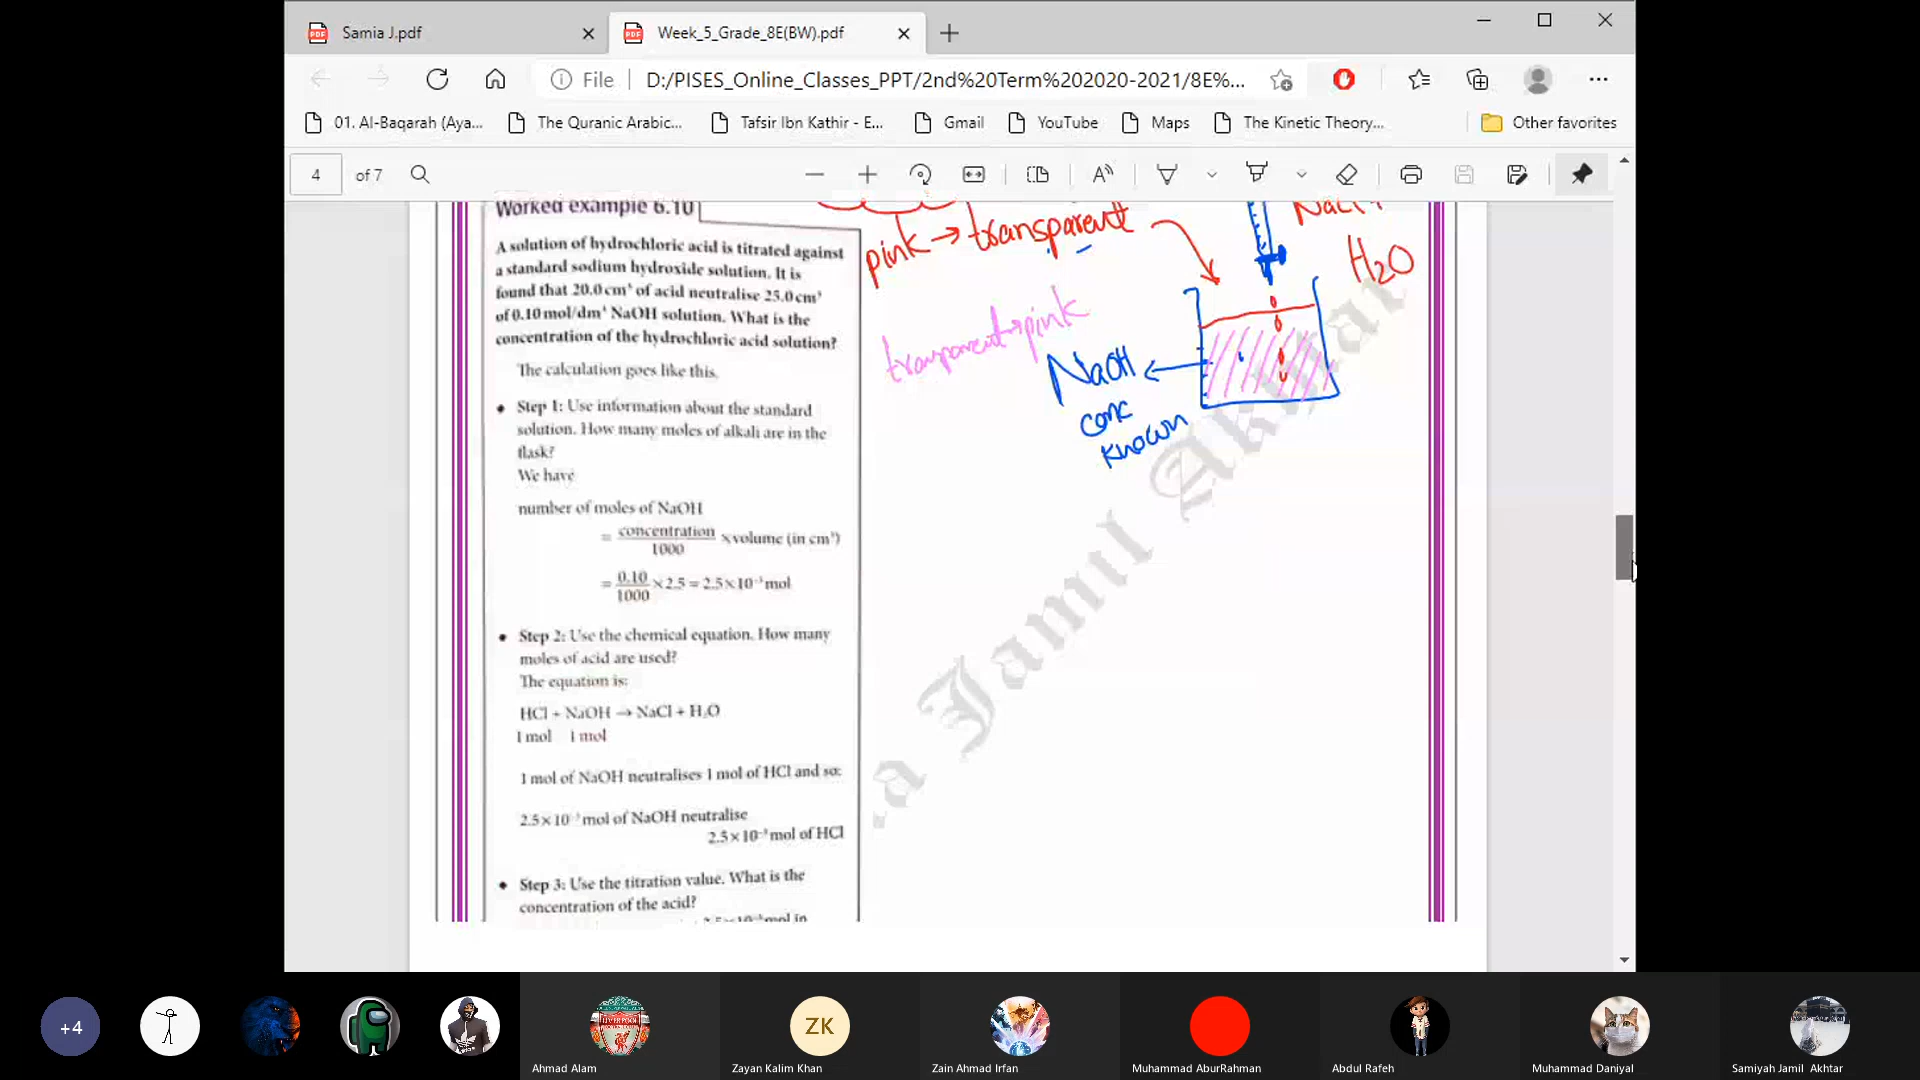 Samia J.pdf
Week_5_Grade_8E(BW).pdf
File
D:/PISES_Online_Classes_PPT/2nd%20Term%202020-2021/8E%...
01. Al-Baqarah (Aya...
The Quranic Arabic...
Tafsir Ibn Kathir - E...
Gmail
YouTube
Maps
The Kinetic Theory...
Other favorites
4 of 7
Worked example 6.10
A solution of hydrochloric acid is titrated against
a standard sodium hydroxide solution. It is
found that 20.0 cm³ of acid neutralise 25.0 cm³
of 0.10 mol/dm³ NaOH solution. What is the
concentration of the hydrochloric acid solution?
The calculation goes like this.
• Step 1: Use information about the standard
solution. How many moles of alkali are in the
flask?
We have
number of moles of NaOH
= concentration/1000 × volume (in cm³)
= 0.10/1000 × 2.5 = 2.5 × 10⁻³ mol
• Step 2: Use the chemical equation. How many
moles of acid are used?
The equation is:
HCl + NaOH → NaCl + H₂O
1 mol 1 mol
1 mol of NaOH neutralises 1 mol of HCl and so:
2.5 × 10⁻³ mol of NaOH neutralise
2.5 × 10⁻³ mol of HCl
• Step 3: Use the titration value. What is the
concentration of the acid?
pink → transparent
H2O
transparent → pink
NaOH
conc
known
a Jamil Akhtar
+4
ZK
Ahmad Alam
Zayan Kalim Khan
Zain Ahmad Irfan
Muhammad AburRahman
Abdul Rafeh
Muhammad Daniyal
Samiyah Jamil Akhtar